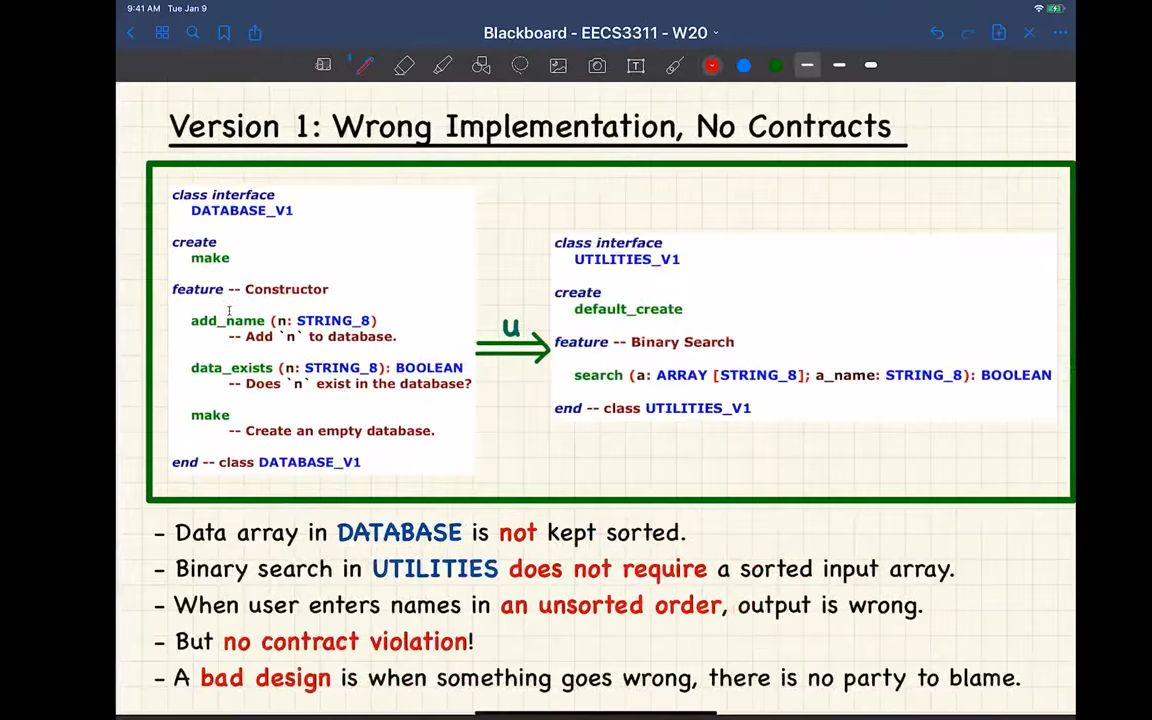 9:41 AM Tue Jan 9
Blackboard - EECS3311 - W20
Version 1: Wrong Implementation, No Contracts
class interface
DATABASE_V1
create
make
feature -- Constructor
add_name (n: STRING_8)
-- Add `n` to database.
data_exists (n: STRING_8): BOOLEAN
-- Does `n` exist in the database?
make
-- Create an empty database.
end -- class DATABASE_V1
u
class interface
UTILITIES_V1
create
default_create
feature -- Binary Search
search (a: ARRAY [STRING_8]; a_name: STRING_8): BOOLEAN
end -- class UTILITIES_V1
- Data array in DATABASE is not kept sorted.
- Binary search in UTILITIES does not require a sorted input array.
- When user enters names in an unsorted order, output is wrong.
- But no contract violation!
- A bad design is when something goes wrong, there is no party to blame.